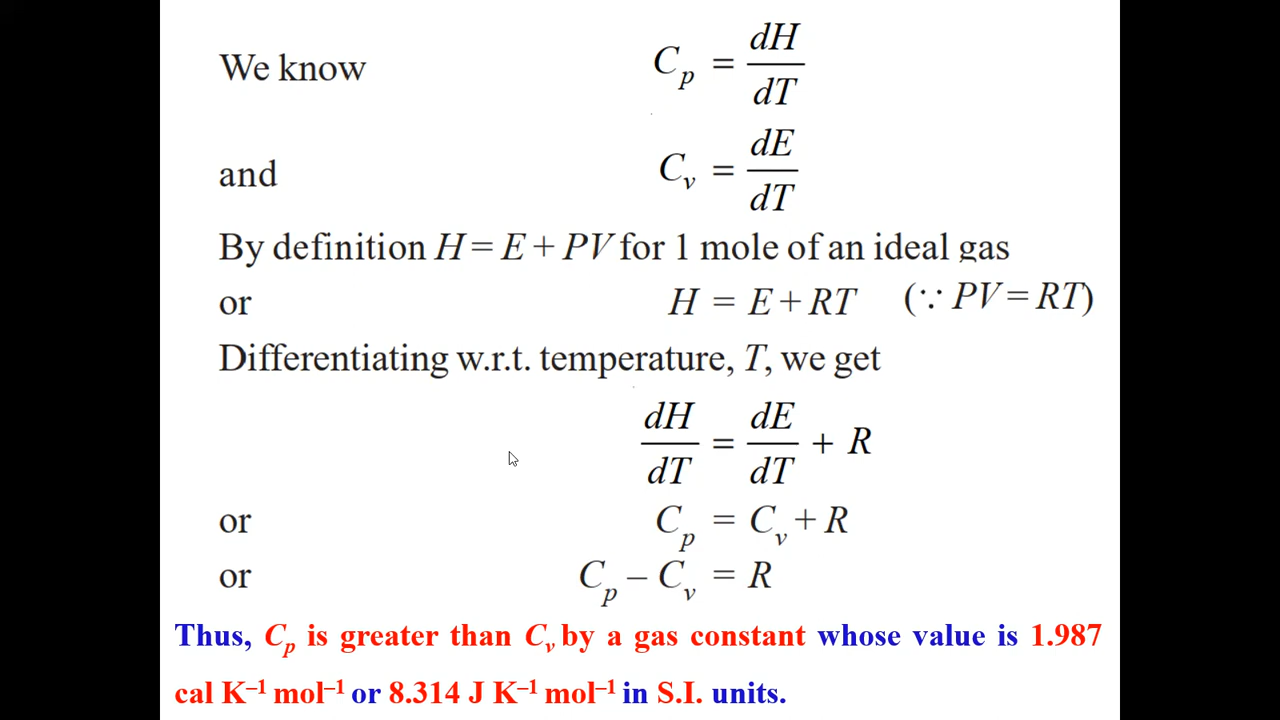 We know C_p = dH/dT
and C_v = dE/dT
By definition H = E + PV for 1 mole of an ideal gas
or H = E + RT (∵ PV = RT)
Differentiating w.r.t. temperature, T, we get
dH/dT = dE/dT + R
or C_p = C_v + R
or C_p – C_v = R
Thus, C_p is greater than C_v by a gas constant whose value is 1.987
cal K⁻¹ mol⁻¹ or 8.314 J K⁻¹ mol⁻¹ in S.I. units.